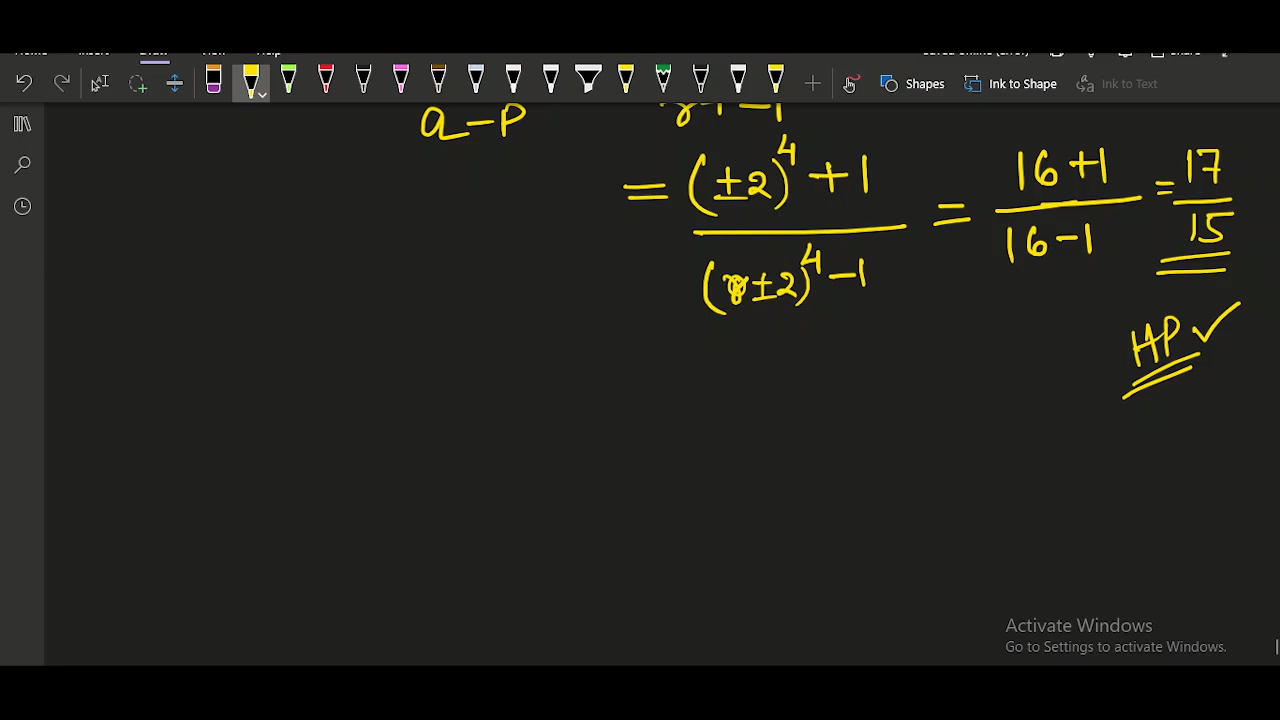 Shapes Ink to Shape Ink to Text
q-p
= (±2)^4 + 1 / (±2)^4 - 1 = 16+1 / 16-1 = 17 / 15
HP ✓
Activate Windows
Go to Settings to activate Windows.